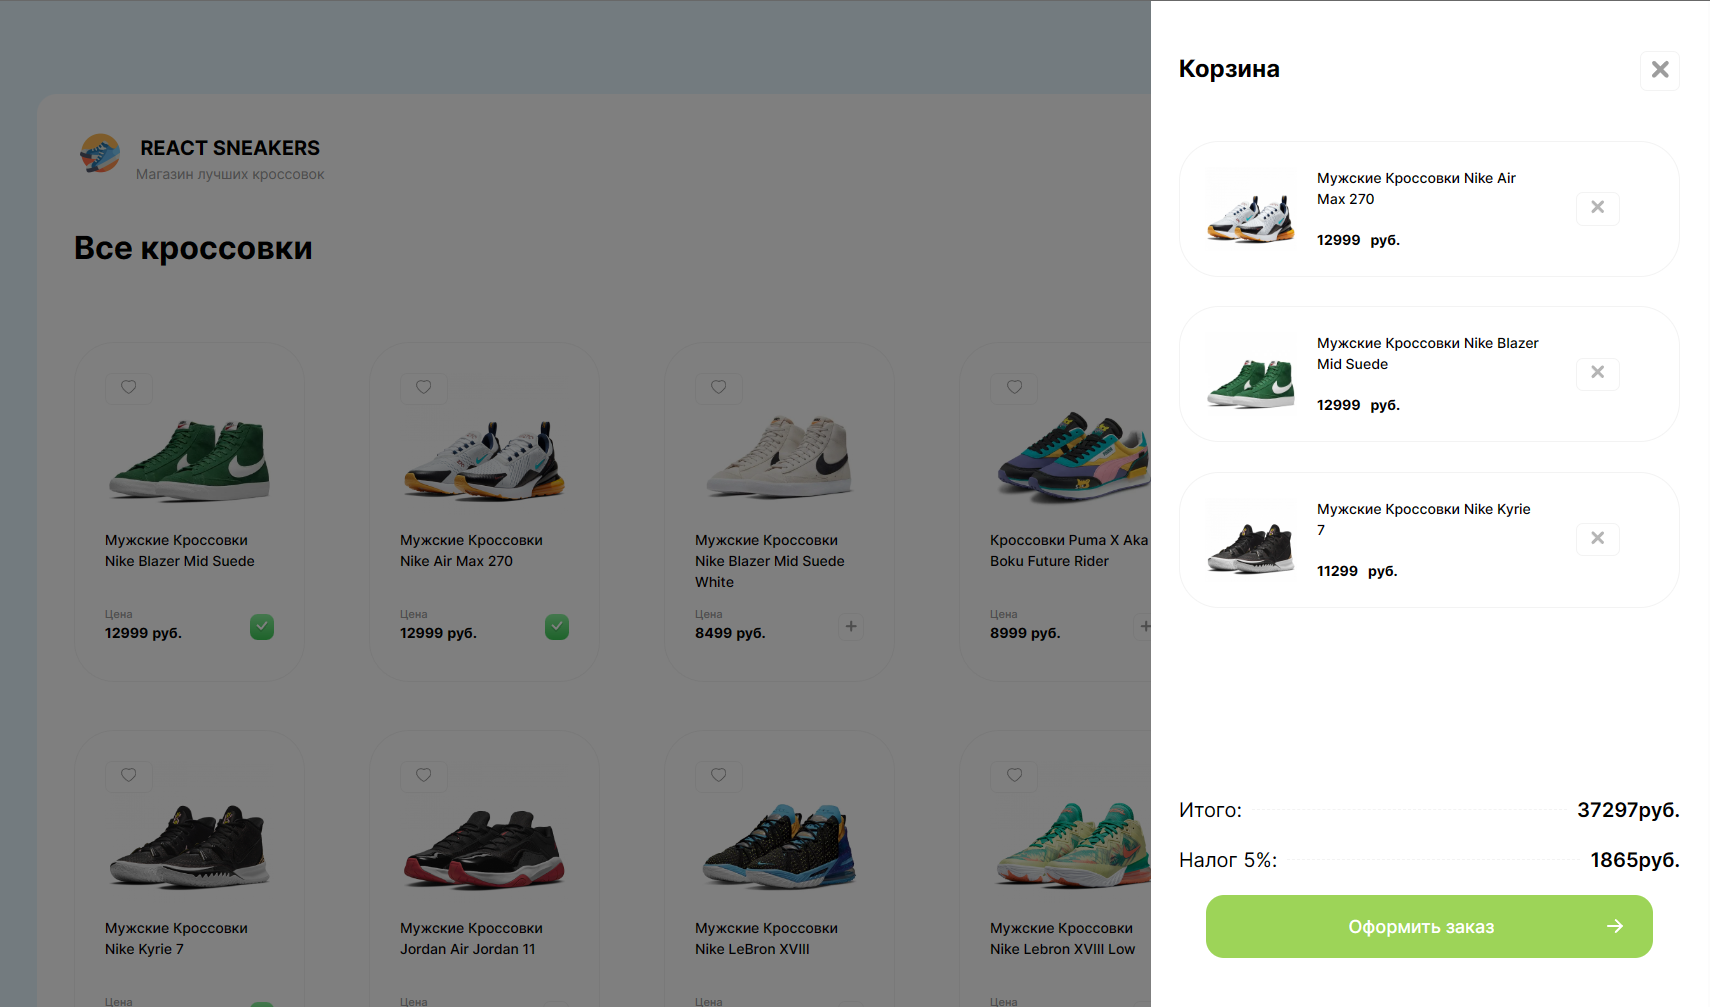 REACT SNEAKERS
Магазин лучших кроссовок
Все кроссовки
Мужские Кроссовки
Nike Blazer Mid Suede
Цена
12999 руб.
Мужские Кроссовки
Nike Air Max 270
Цена
12999 руб.
Мужские Кроссовки
Nike Blazer Mid Suede
White
Цена
8499 руб.
Кроссовки Puma X Aka
Boku Future Rider
Цена
8999 руб.
Мужские Кроссовки
Nike Kyrie 7
Цена
Мужские Кроссовки
Jordan Air Jordan 11
Цена
Мужские Кроссовки
Nike LeBron XVIII
Цена
Мужские Кроссовки
Nike Lebron XVIII Low
Цена
Корзина
Мужские Кроссовки Nike Air
Max 270
12999 руб.
Мужские Кроссовки Nike Blazer
Mid Suede
12999 руб.
Мужские Кроссовки Nike Kyrie
7
11299 руб.
Итого: 37297руб.
Налог 5%: 1865руб.
Оформить заказ